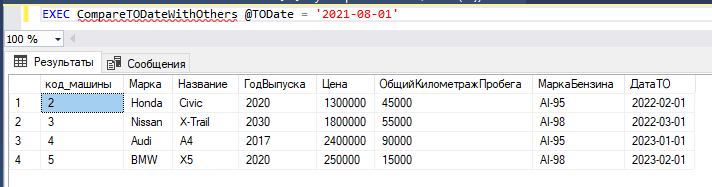 EXEC CompareTODateWithOthers @TODate = '2021-08-01'
100 %
Результаты Сообщения
код_машины Марка Название ГодВыпуска Цена ОбщийКилометражПробега МаркаБензина ДатаТО
1 2 Honda Civic 2020 1300000 45000 AI-95 2022-02-01
2 3 Nissan X-Trail 2030 1800000 55000 AI-98 2022-03-01
3 4 Audi A4 2017 2400000 90000 AI-95 2023-01-01
4 5 BMW X5 2020 250000 15000 AI-98 2023-02-01